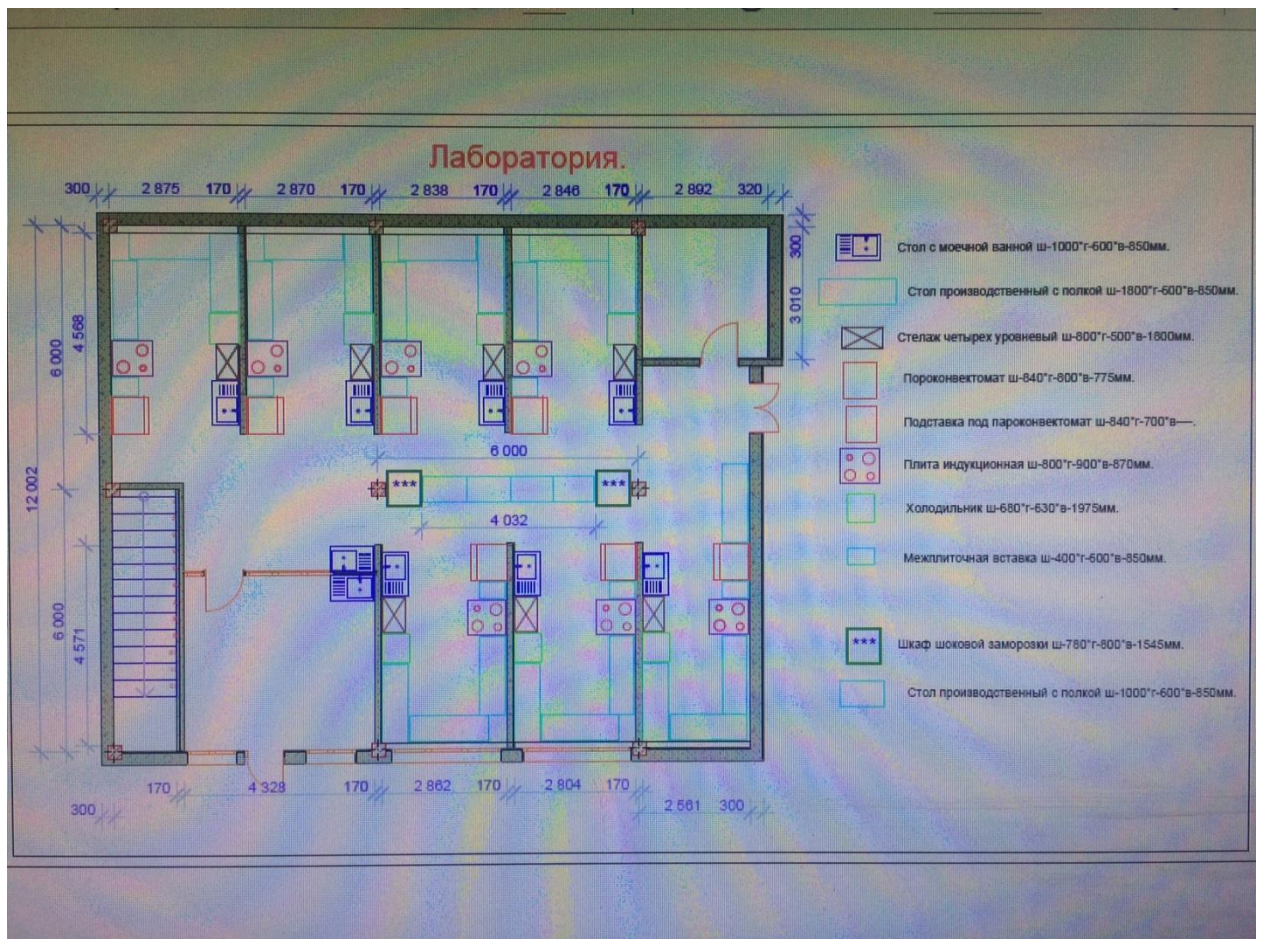 Лаборатория.
300 2 875 170 2 870 170 2 838 170 2 846 170 2 892 320
300
Стол с моечной ванной ш-1000*г-600*в-850мм.
3 010
Стол производственный с полкой ш-1800*г-600*в-850мм.
4 568
6 000
Стелаж четырех уровневый ш-800*г-500*в-1800мм.
Пороконвектомат ш-840*г-800*в-775мм.
Подставка под пароконвектомат ш-840*г-700*в—.
6 000
Плита индукционная ш-800*г-900*в-870мм.
12 002
*** ***
Холодильник ш-680*г-630*в-1975мм.
4 032
Межплиточная вставка ш-400*г-600*в-850мм.
6 000
4 571
*** Шкаф шоковой заморозки ш-780*г-800*в-1545мм.
Стол производственный с полкой ш-1000*г-600*в-850мм.
170 4 328 170 2 862 170 2 804 170
300 2 561 300